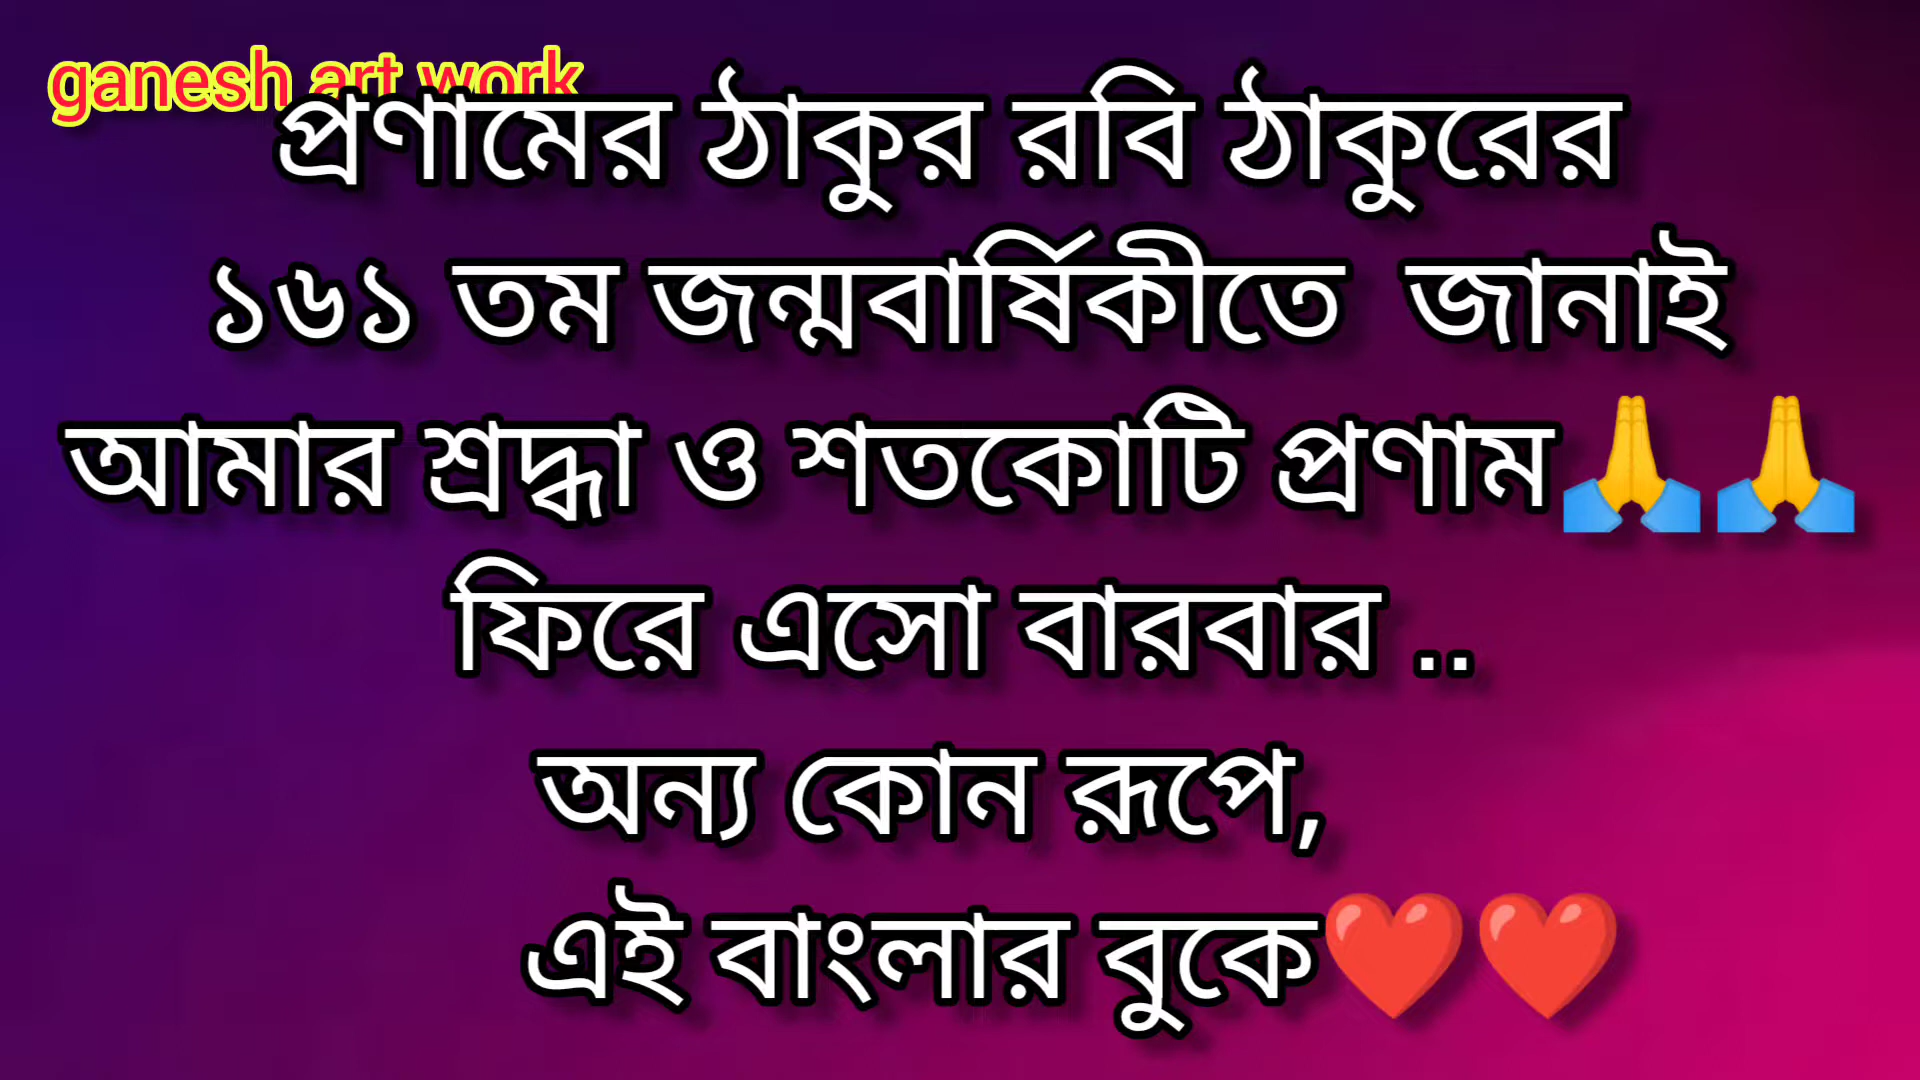 ganesh art work
প্রণামের ঠাকুর রবি ঠাকুরের
১৬১ তম জন্মবার্ষিকীতে জানাই
আমার শ্রদ্ধা ও শতকোটি প্রণাম🙏🙏
ফিরে এসো বারবার ..
অন্য কোন রূপে,
এই বাংলার বুকে❤️❤️